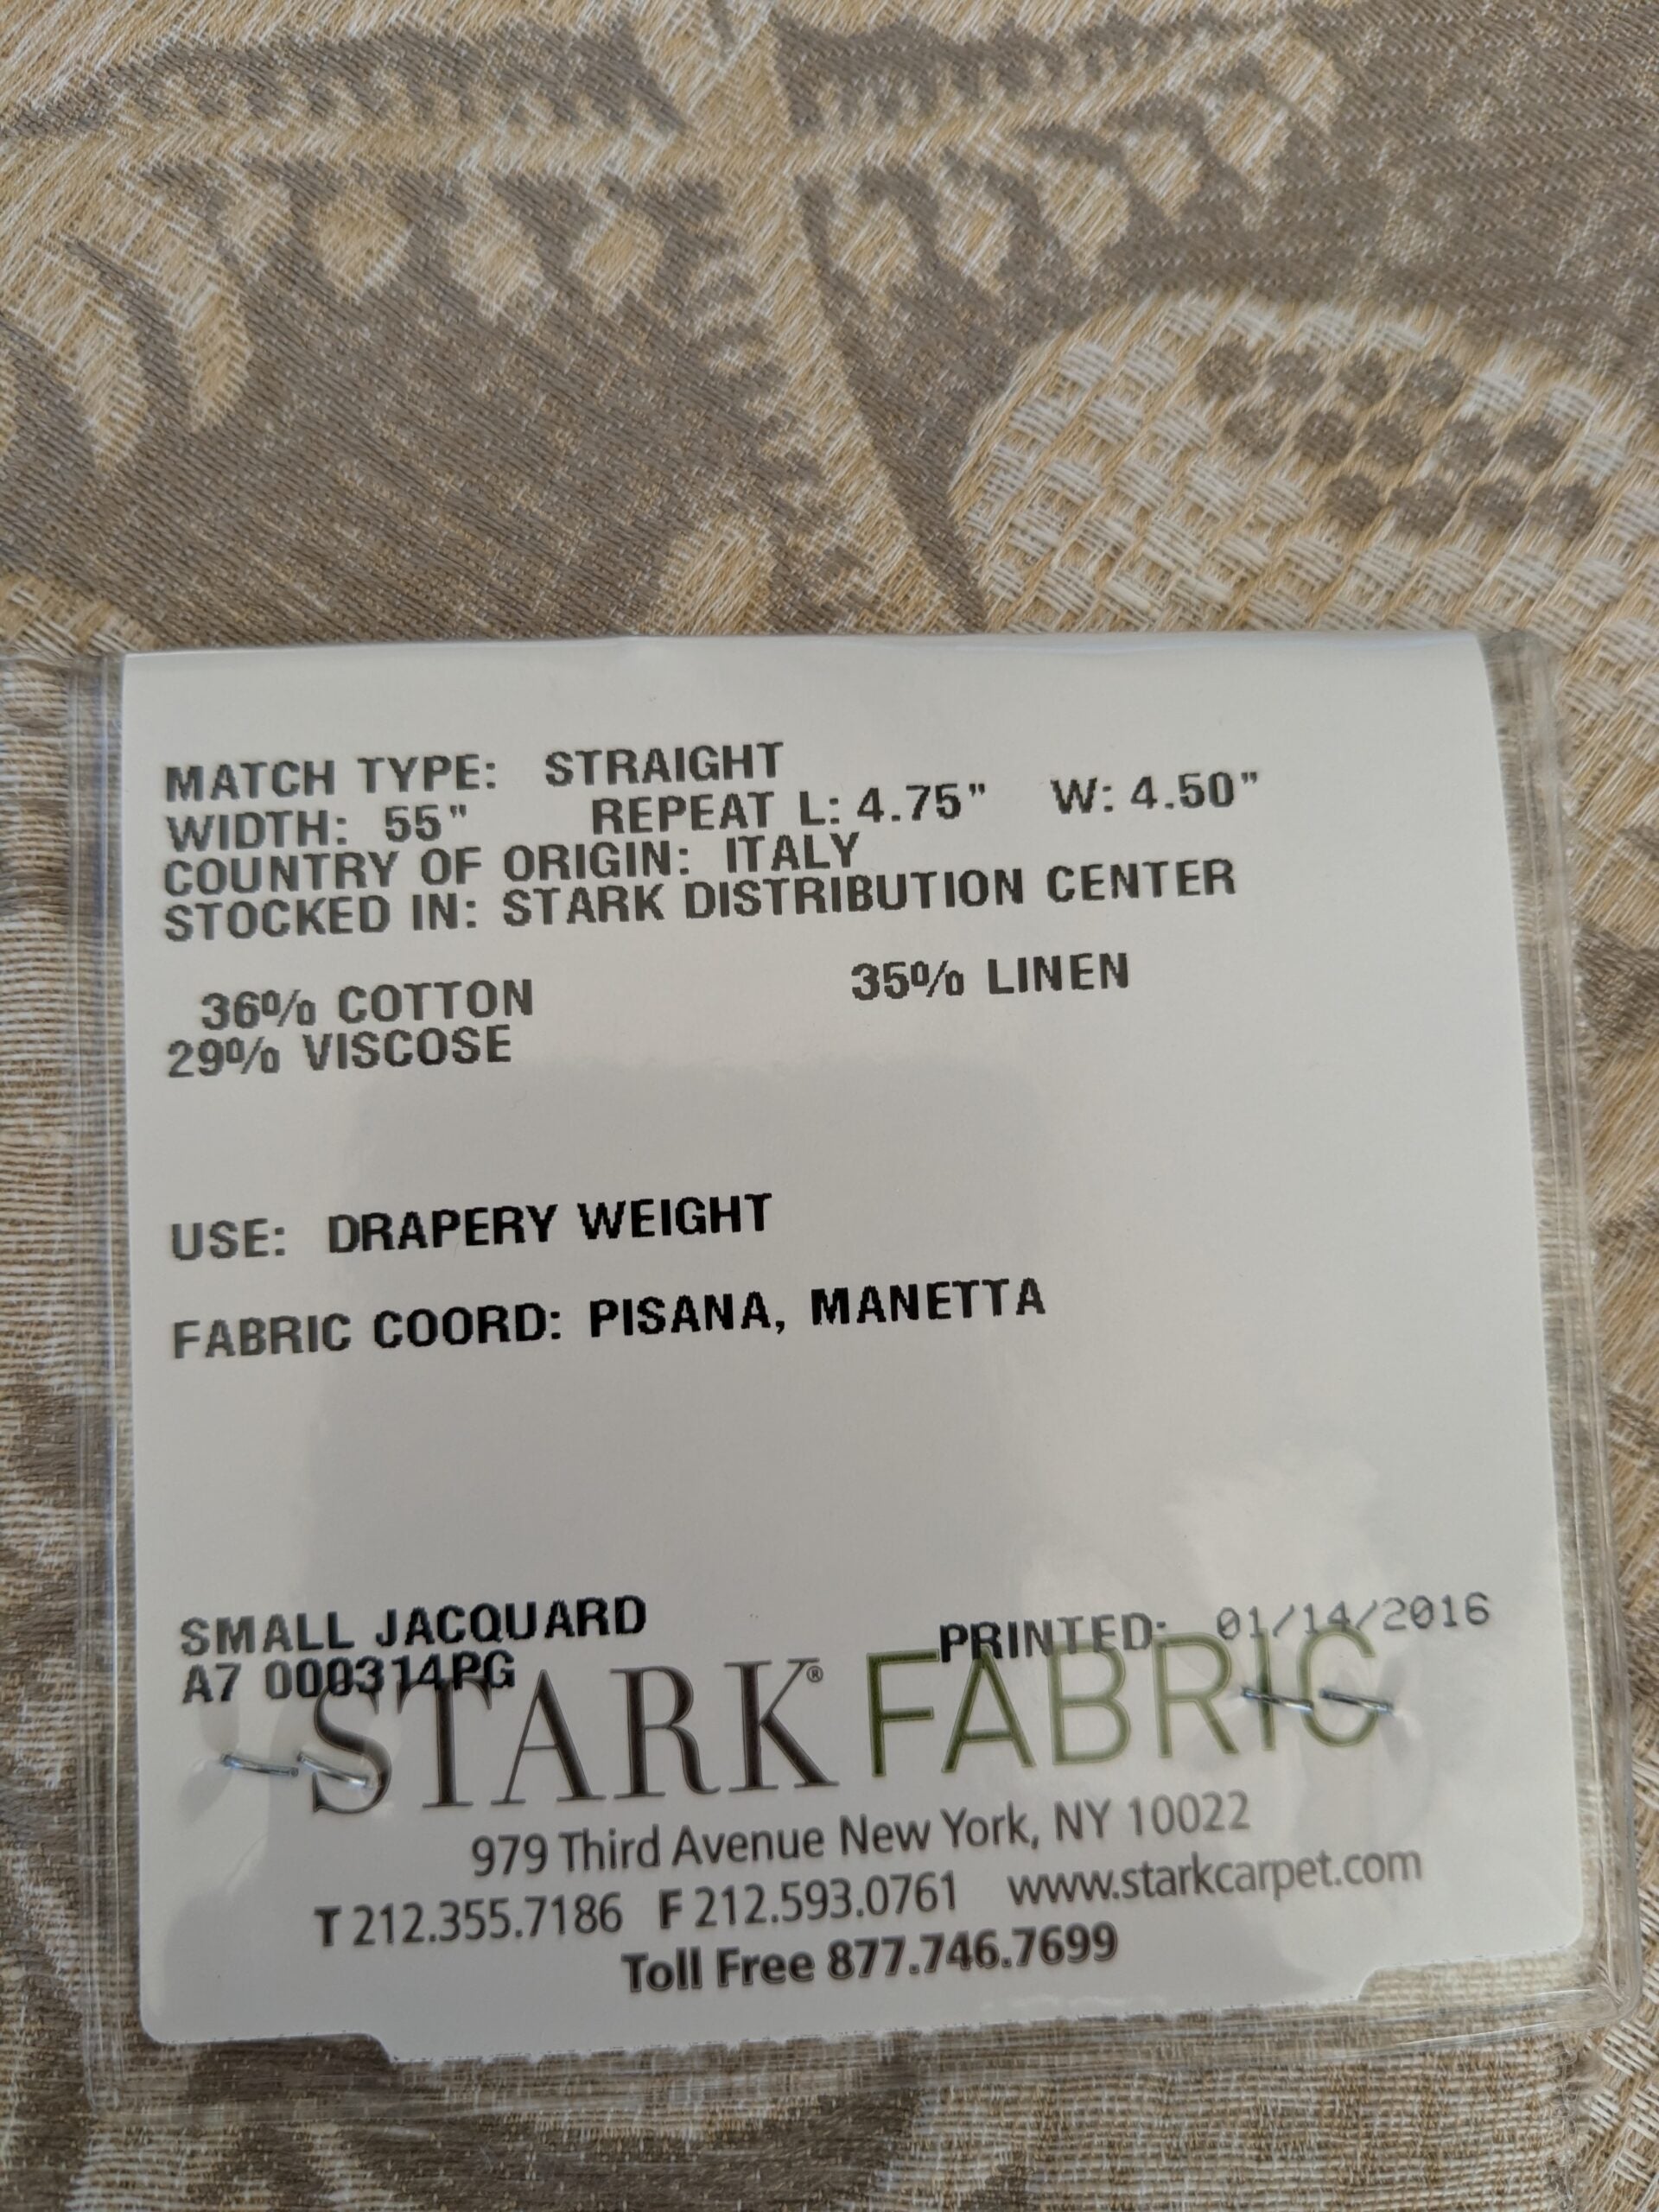 MATCH TYPE: STRAIGHT
WIDTH: 55" REPEAT L: 4.75" W: 4.50"
COUNTRY OF ORIGIN: ITALY
STOCKED IN: STARK DISTRIBUTION CENTER
36% COTTON 35% LINEN
29% VISCOSE
USE: DRAPERY WEIGHT
FABRIC COORD: PISANA, MANETTA
SMALL JACQUARD PRINTED: 01/14/2016
A7 000314PG
STARK® FABRIC
979 Third Avenue New York, NY 10022
T 212.355.7186 F 212.593.0761 www.starkcarpet.com
Toll Free 877.746.7699